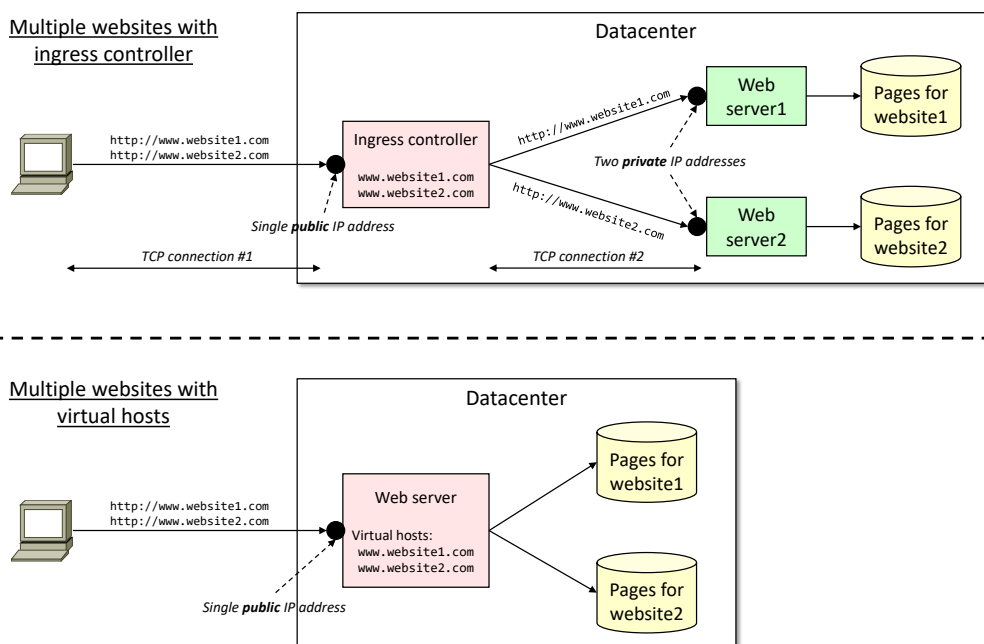 Multiple websites with
ingress controller
Datacenter
http://www.website1.com
http://www.website2.com
Ingress controller
www.website1.com
www.website2.com
Single public IP address
http://www.website1.com
http://www.website2.com
Two private IP addresses
Web
server1
Pages for
website1
Web
server2
Pages for
website2
TCP connection #1
TCP connection #2
Multiple websites with
virtual hosts
Datacenter
http://www.website1.com
http://www.website2.com
Web server
Virtual hosts:
www.website1.com
www.website2.com
Single public IP address
Pages for
website1
Pages for
website2